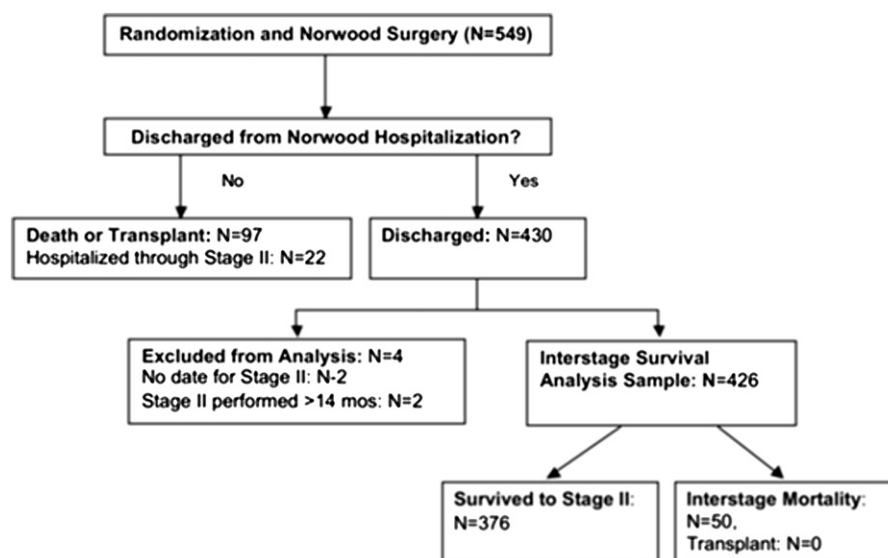 Randomization and Norwood Surgery (N=549)
Discharged from Norwood Hospitalization?
No
Yes
Death or Transplant: N=97
Hospitalized through Stage II: N=22
Discharged: N=430
Excluded from Analysis: N=4
No date for Stage II: N-2
Stage II performed >14 mos: N=2
Interstage Survival
Analysis Sample: N=426
Survived to Stage II:
N=376
Interstage Mortality:
N=50,
Transplant: N=0